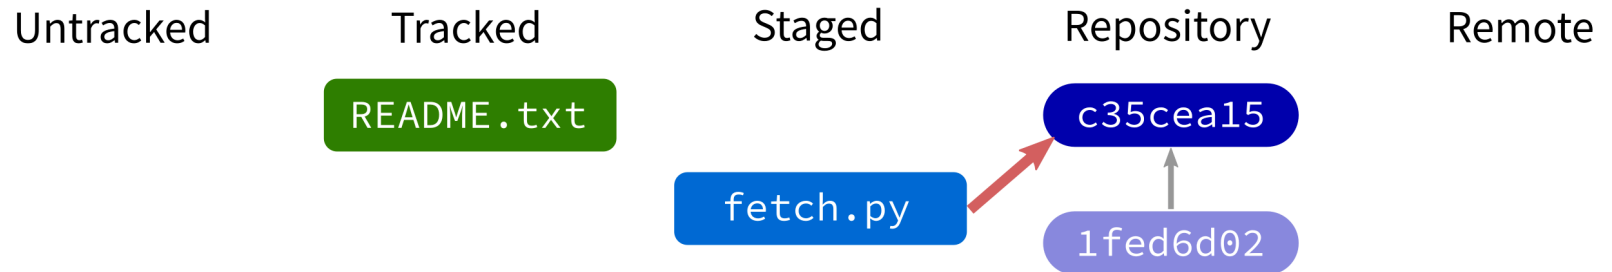 Untracked Tracked Staged Repository Remote
README.txt c35cea15
fetch.py
1fed6d02